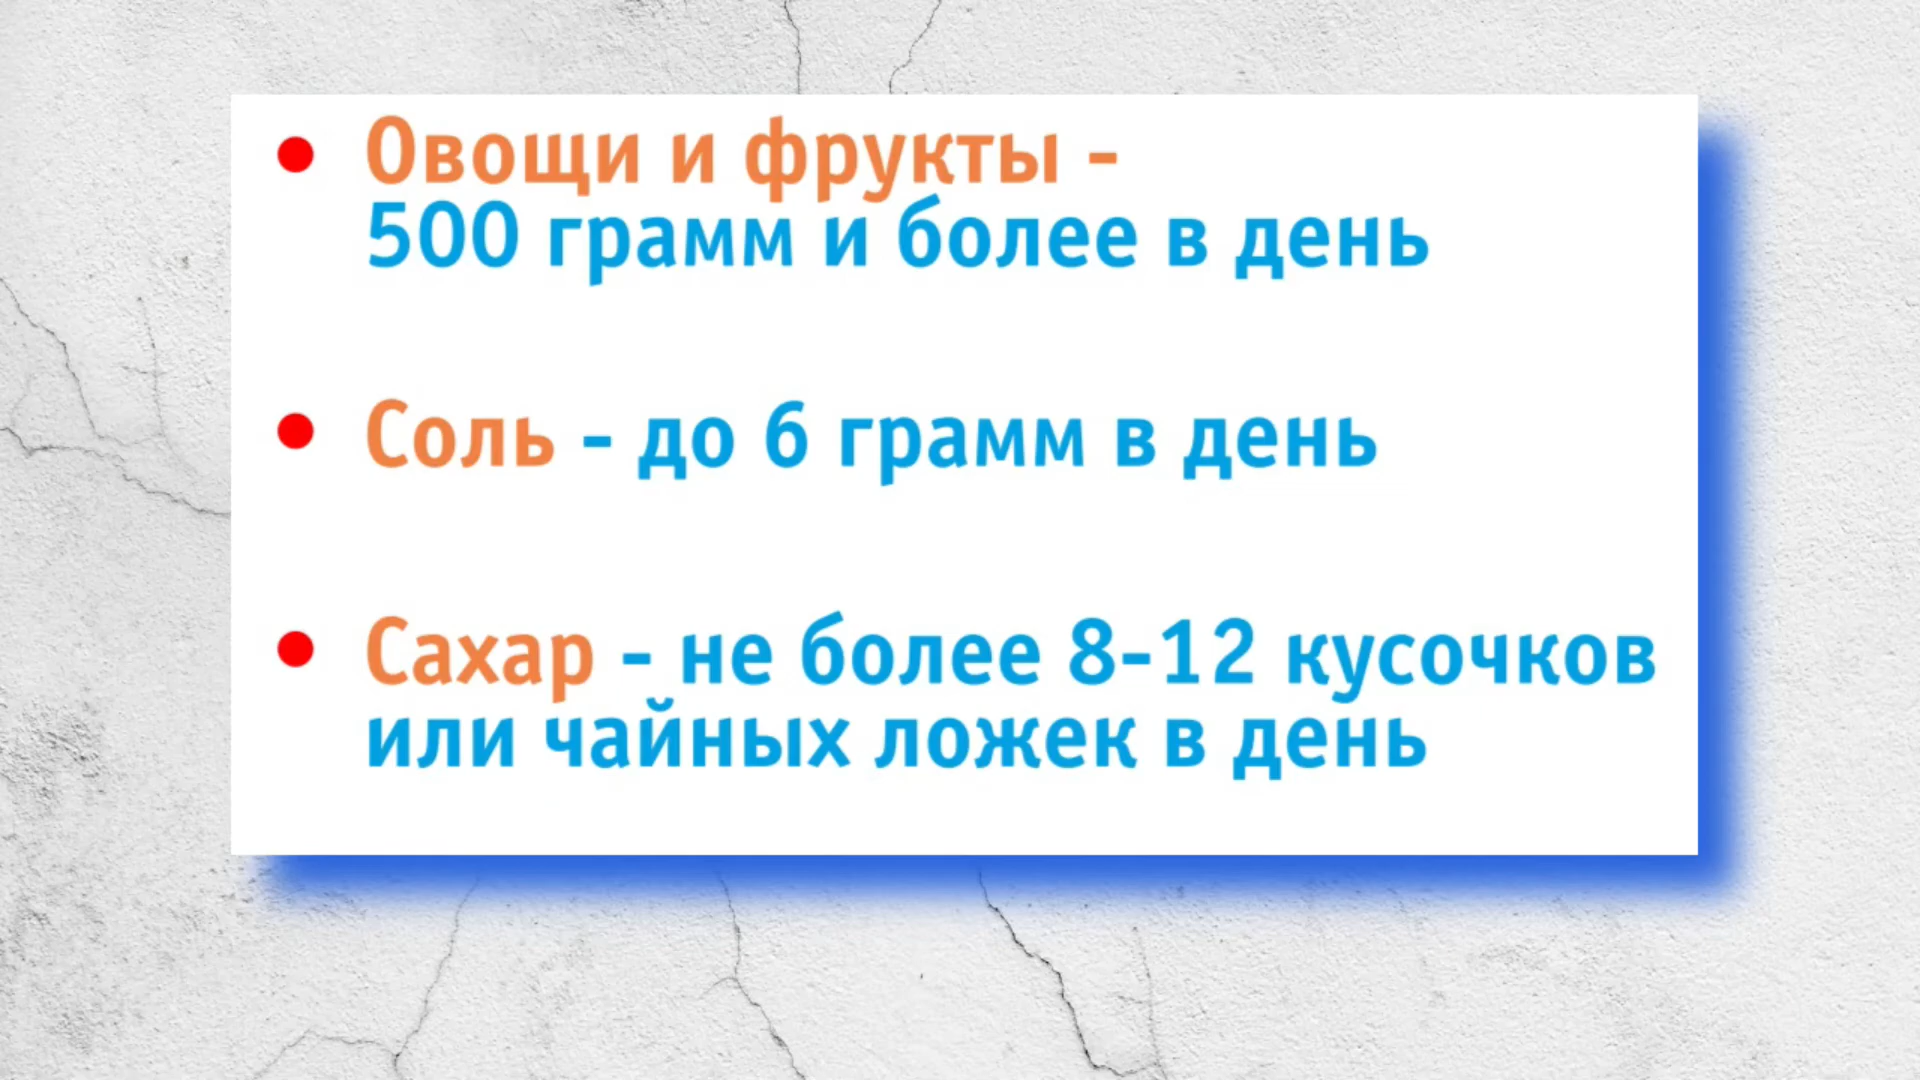 • Овощи и фрукты -
500 грамм и более в день
• Соль - до 6 грамм в день
• Сахар - не более 8-12 кусочков
или чайных ложек в день